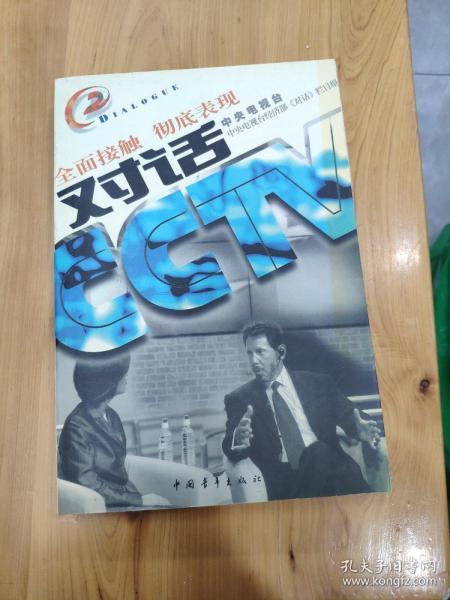 2
DIALOGUE
全面接触 彻底表现
对话
中央电视台
中央电视台经济部《对话》栏目组
CCTV
中国青年出版社
孔夫子旧书网
www.kongfz.com